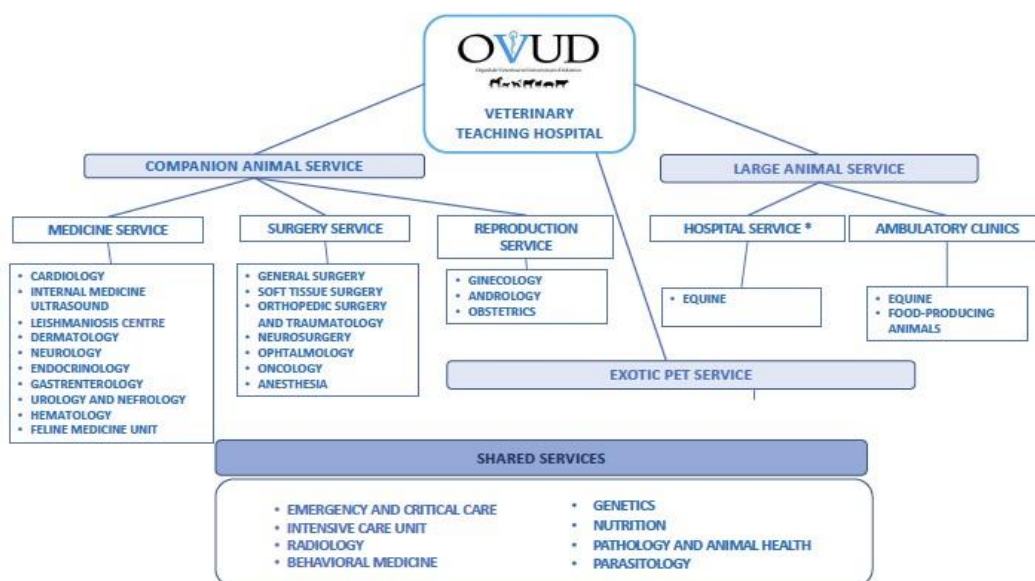 OVUD
VETERINARY
TEACHING HOSPITAL
COMPANION ANIMAL SERVICE
LARGE ANIMAL SERVICE
MEDICINE SERVICE
SURGERY SERVICE
REPRODUCTION
SERVICE
HOSPITAL SERVICE *
AMBULATORY CLINICS
• CARDIOLOGY
• INTERNAL MEDICINE
ULTRASOUND
• LEISHMANIOSIS CENTRE
• DERMATOLOGY
• NEUROLOGY
• ENDOCRINOLOGY
• GASTRENTEROLOGY
• UROLOGY AND NEFROLOGY
• HEMATOLOGY
• FELINE MEDICINE UNIT
• GENERAL SURGERY
• SOFT TISSUE SURGERY
• ORTHOPEDIC SURGERY
AND TRAUMATOLOGY
• NEUROSURGERY
• OPHTALMOLOGY
• ONCOLOGY
• ANESTHESIA
• GINECOLOGY
• ANDROLOGY
• OBSTETRICS
• EQUINE
• EQUINE
• FOOD-PRODUCING
ANIMALS
EXOTIC PET SERVICE
SHARED SERVICES
• EMERGENCY AND CRITICAL CARE
• INTENSIVE CARE UNIT
• RADIOLOGY
• BEHAVIORAL MEDICINE
• GENETICS
• NUTRITION
• PATHOLOGY AND ANIMAL HEALTH
• PARASITOLOGY